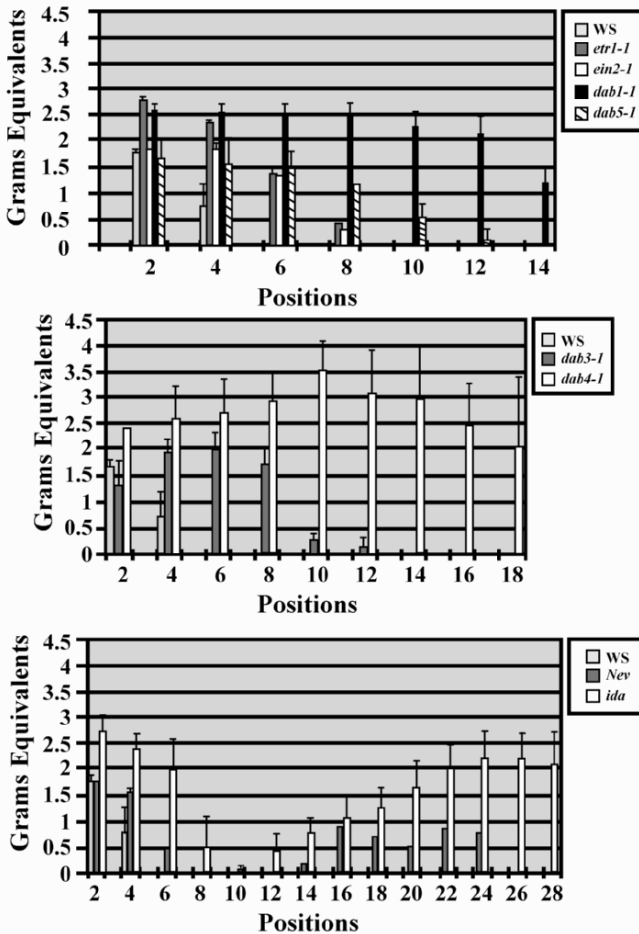 Grams Equivalents
4.5
4
3.5
3
2.5
2
1.5
1
0.5
0
2 4 6 8 10 12 14
Positions
WS
etr1-1
ein2-1
dab1-1
dab5-1
Grams Equivalents
4.5
4
3.5
3
2.5
2
1.5
1
0.5
0
2 4 6 8 10 12 14 16 18
Positions
WS
dab3-1
dab4-1
Grams Equivalents
4.5
4
3.5
3
2.5
2
1.5
1
0.5
0
2 4 6 8 10 12 14 16 18 20 22 24 26 28
Positions
WS
Nev
ida